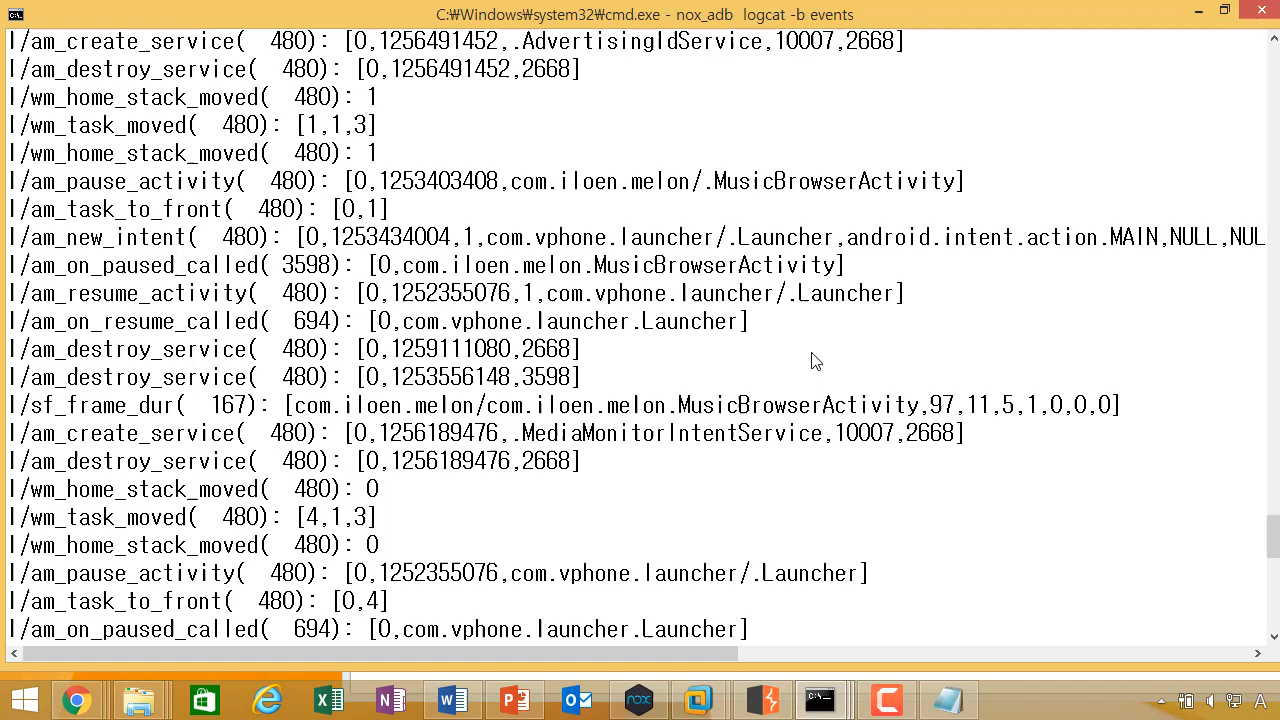 C:₩Windows₩system32₩cmd.exe - nox_adb  logcat -b events
I/am_create_service(  480): [0,1256491452,.AdvertisingIdService,10007,2668]
I/am_destroy_service(  480): [0,1256491452,2668]
I/wm_home_stack_moved(  480): 1
I/wm_task_moved(  480): [1,1,3]
I/wm_home_stack_moved(  480): 1
I/am_pause_activity(  480): [0,1253403408,com.iloen.melon/.MusicBrowserActivity]
I/am_task_to_front(  480): [0,1]
I/am_new_intent(  480): [0,1253434004,1,com.vphone.launcher/.Launcher,android.intent.action.MAIN,NULL,NUL
I/am_on_paused_called( 3598): [0,com.iloen.melon.MusicBrowserActivity]
I/am_resume_activity(  480): [0,1252355076,1,com.vphone.launcher/.Launcher]
I/am_on_resume_called(  694): [0,com.vphone.launcher.Launcher]
I/am_destroy_service(  480): [0,1259111080,2668]
I/am_destroy_service(  480): [0,1253556148,3598]
I/sf_frame_dur(  167): [com.iloen.melon/com.iloen.melon.MusicBrowserActivity,97,11,5,1,0,0,0]
I/am_create_service(  480): [0,1256189476,.MediaMonitorIntentService,10007,2668]
I/am_destroy_service(  480): [0,1256189476,2668]
I/wm_home_stack_moved(  480): 0
I/wm_task_moved(  480): [4,1,3]
I/wm_home_stack_moved(  480): 0
I/am_pause_activity(  480): [0,1252355076,com.vphone.launcher/.Launcher]
I/am_task_to_front(  480): [0,4]
I/am_on_paused_called(  694): [0,com.vphone.launcher.Launcher]
nox
A